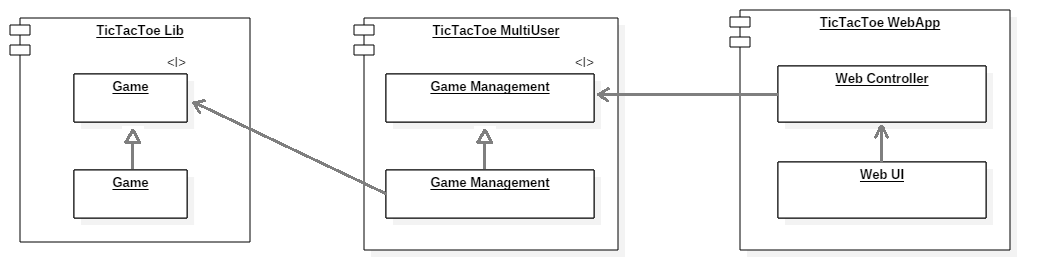 TicTacToe Lib
<I>
Game
Game
TicTacToe MultiUser
<I>
Game Management
Game Management
TicTacToe WebApp
Web Controller
Web UI